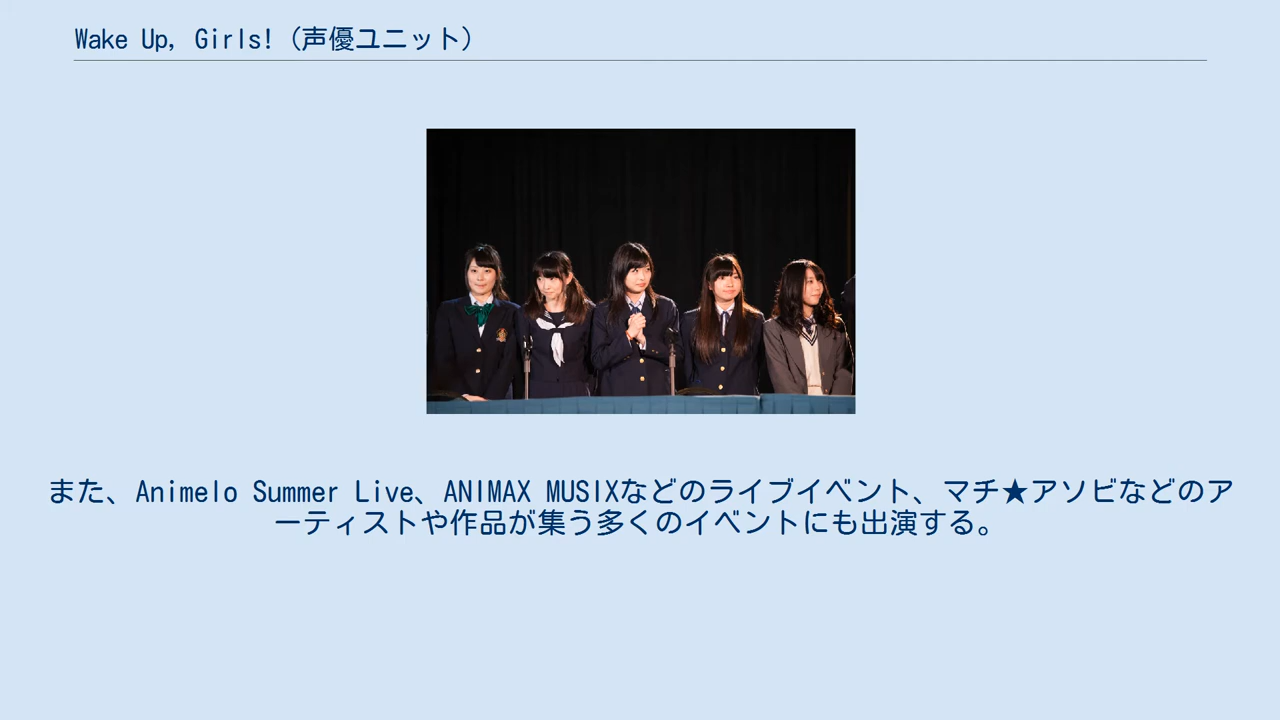 Wake Up, Girls!（声優ユニット）
また、Animelo Summer Live、ANIMAX MUSIXなどのライブイベント、マチ★アソビなどのア
ーティストや作品が集う多くのイベントにも出演する。